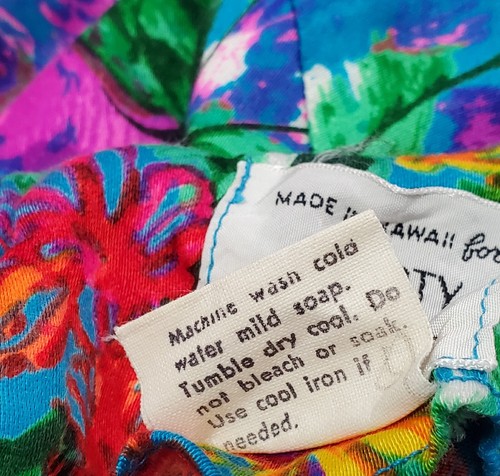 MADE IN HAWAII for
TY
Machine wash cold
water mild soap.
Tumble dry cool. Do
not bleach or soak.
Use cool iron if
needed.